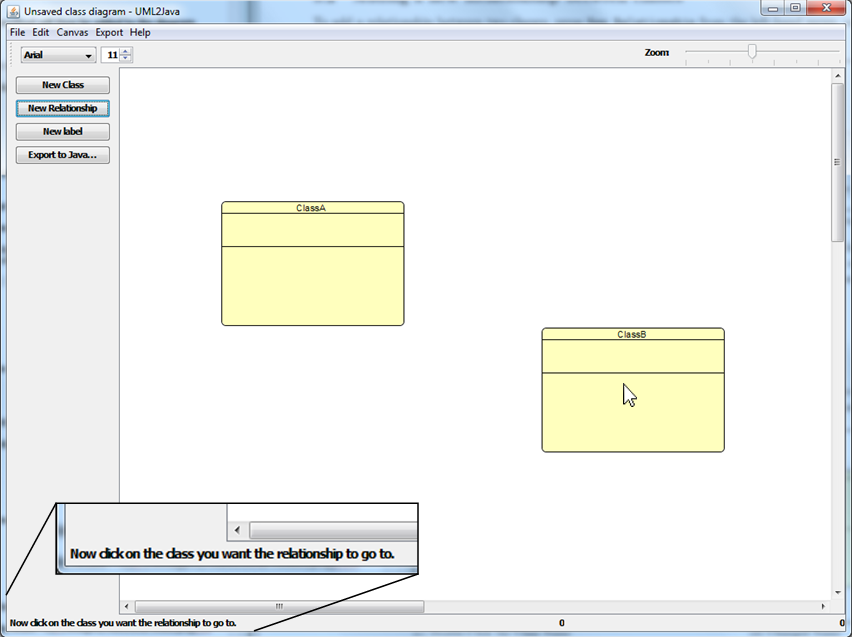 Unsaved class diagram - UML2Java
File Edit Canvas Export Help
Arial 11 Zoom
New Class
New Relationship
New label
Export to Java...
ClassA
ClassB
Now click on the class you want the relationship to go to.
Now click on the class you want the relationship to go to. 0 0